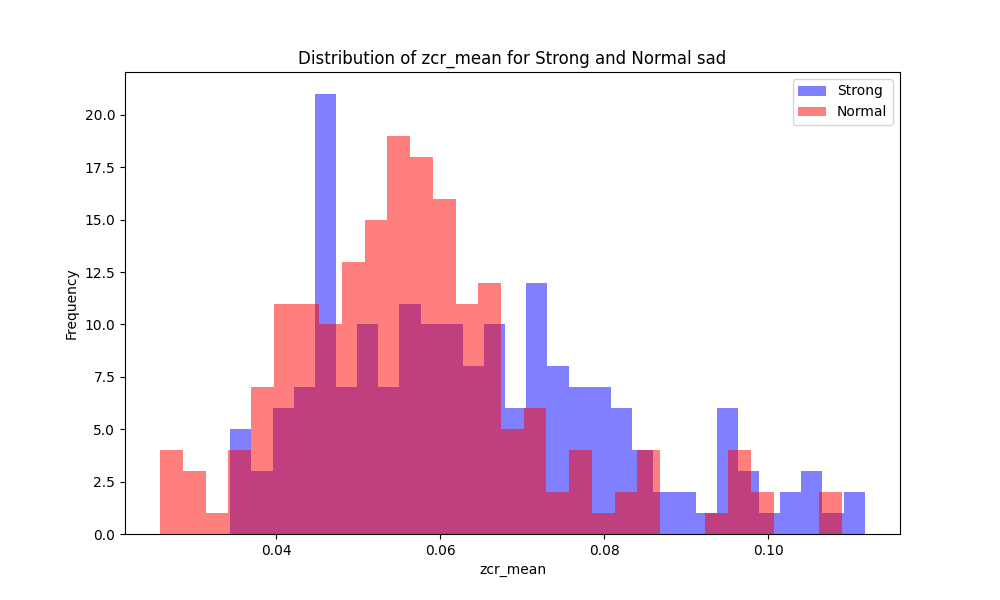 Distribution of zcr_mean for Strong and Normal sad
Strong
Normal
20.0
17.5
15.0
12.5
10.0
7.5
5.0
2.5
0.0
Frequency
0.04 0.06 0.08 0.10
zcr_mean